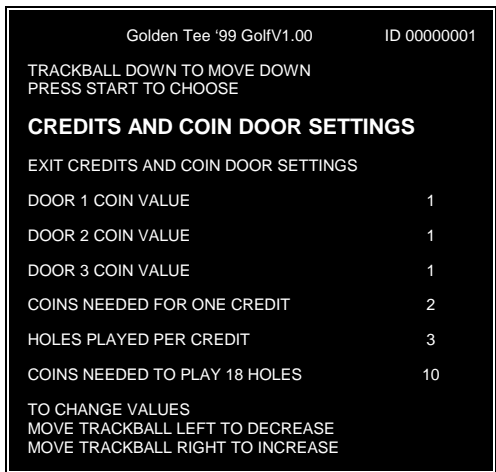 Golden Tee ‘99 GolfV1.00 ID 00000001
TRACKBALL DOWN TO MOVE DOWN
PRESS START TO CHOOSE
CREDITS AND COIN DOOR SETTINGS
EXIT CREDITS AND COIN DOOR SETTINGS
DOOR 1 COIN VALUE 1
DOOR 2 COIN VALUE 1
DOOR 3 COIN VALUE 1
COINS NEEDED FOR ONE CREDIT 2
HOLES PLAYED PER CREDIT 3
COINS NEEDED TO PLAY 18 HOLES 10
TO CHANGE VALUES
MOVE TRACKBALL LEFT TO DECREASE
MOVE TRACKBALL RIGHT TO INCREASE